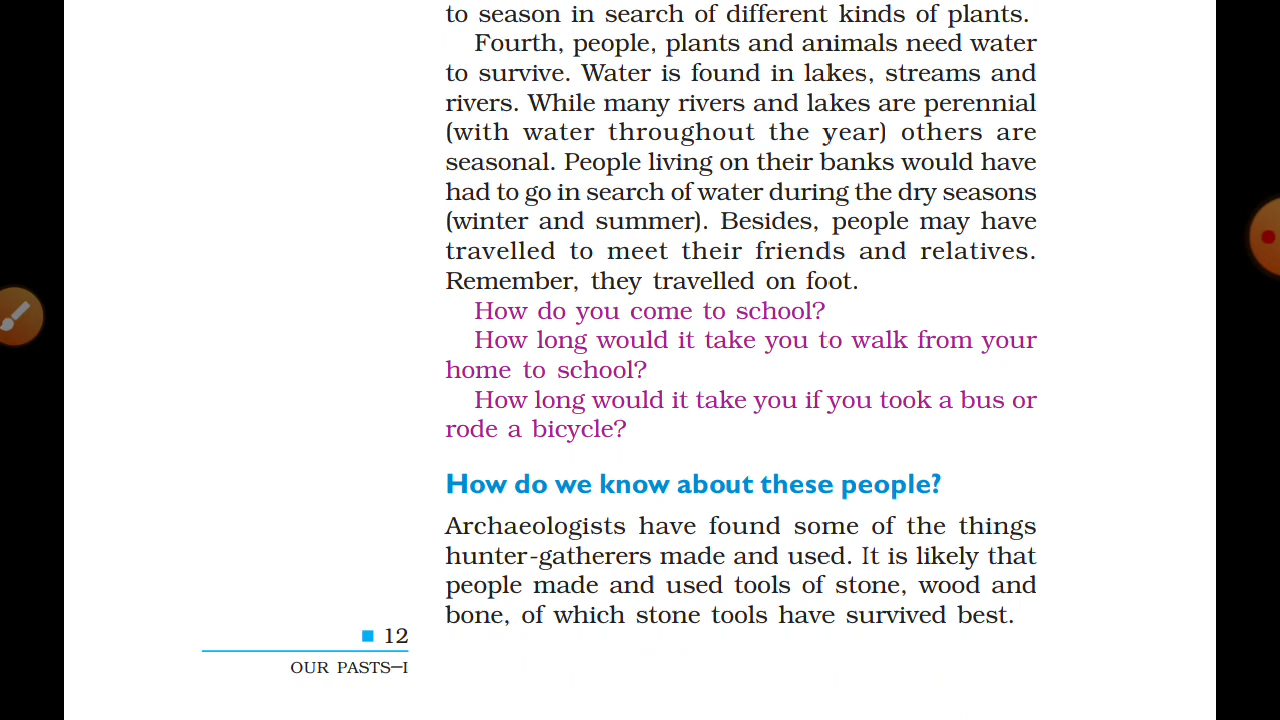 to season in search of different kinds of plants.
Fourth, people, plants and animals need water
to survive. Water is found in lakes, streams and
rivers. While many rivers and lakes are perennial
(with water throughout the year) others are
seasonal. People living on their banks would have
had to go in search of water during the dry seasons
(winter and summer). Besides, people may have
travelled to meet their friends and relatives.
Remember, they travelled on foot.
How do you come to school?
How long would it take you to walk from your
home to school?
How long would it take you if you took a bus or
rode a bicycle?
How do we know about these people?
Archaeologists have found some of the things
hunter-gatherers made and used. It is likely that
people made and used tools of stone, wood and
bone, of which stone tools have survived best.
12
OUR PASTS–I